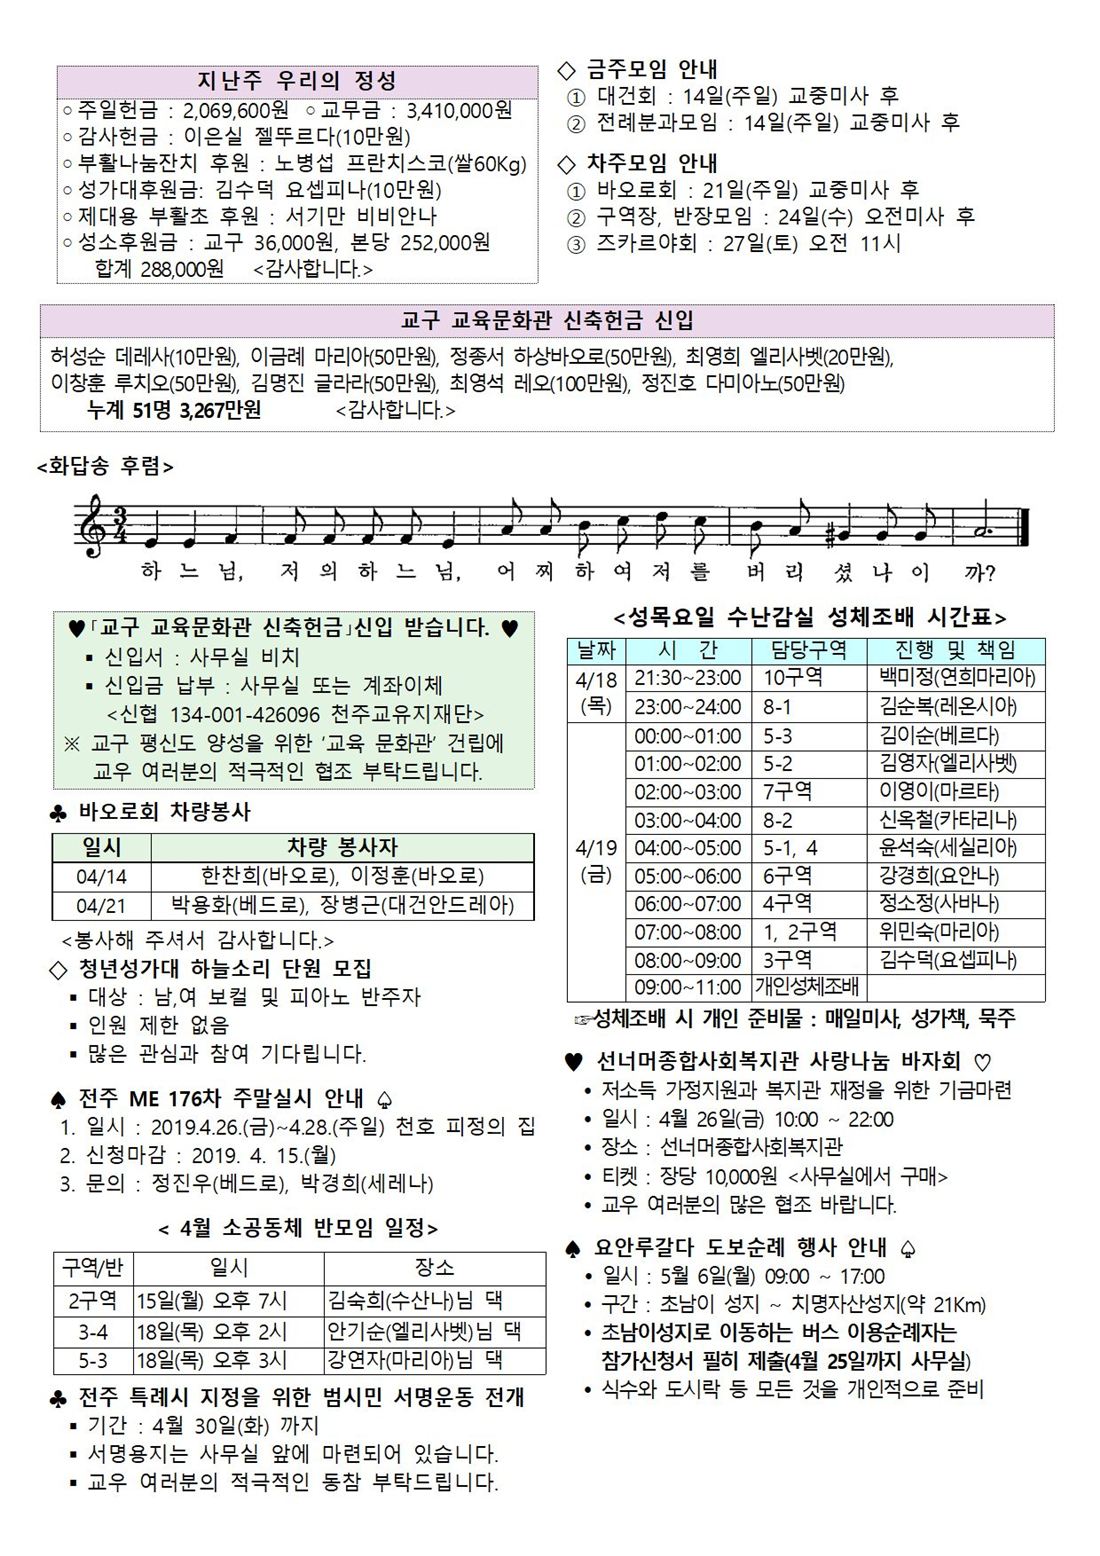 지난주 우리의 정성
○ 주일헌금 : 2,069,600원 ○ 교무금 : 3,410,000원
○ 감사헌금 : 이은실 젤뚜르다(10만원)
○ 부활나눔잔치 후원 : 노병섭 프란치스코(쌀60Kg)
○ 성가대후원금: 김수덕 요셉피나(10만원)
○ 제대용 부활초 후원 : 서기만 비비안나
○ 성소후원금 : 교구 36,000원, 본당 252,000원
합계 288,000원 <감사합니다.>
◇ 금주모임 안내
① 대건회 : 14일(주일) 교중미사 후
② 전례분과모임 : 14일(주일) 교중미사 후
◇ 차주모임 안내
① 바오로회 : 21일(주일) 교중미사 후
② 구역장, 반장모임 : 24일(수) 오전미사 후
③ 즈카르야회 : 27일(토) 오전 11시
교구 교육문화관 신축헌금 신입
허성순 데레사(10만원), 이금례 마리아(50만원), 정종서 하상바오로(50만원), 최영희 엘리사벳(20만원),
이창훈 루치오(50만원), 김명진 글라라(50만원), 최영석 레오(100만원), 정진호 다미아노(50만원)
누계 51명 3,267만원 <감사합니다.>
<화답송 후렴>
3
4
하 느 님, 저 의 하 느 님, 어 찌 하 여 저 를 버 리 셨 나 이 까?
♥「교구 교육문화관 신축헌금」신입 받습니다. ♥
▪ 신입서 : 사무실 비치
▪ 신입금 납부 : 사무실 또는 계좌이체
<신협 134-001-426096 천주교유지재단>
※ 교구 평신도 양성을 위한 '교육 문화관' 건립에
교우 여러분의 적극적인 협조 부탁드립니다.
♣ 바오로회 차량봉사
일시 차량 봉사자
04/14 한찬희(바오로), 이정훈(바오로)
04/21 박용화(베드로), 장병근(대건안드레아)
<봉사해 주셔서 감사합니다.>
◇ 청년성가대 하늘소리 단원 모집
▪ 대상 : 남,여 보컬 및 피아노 반주자
▪ 인원 제한 없음
▪ 많은 관심과 참여 기다립니다.
♠ 전주 ME 176차 주말실시 안내 ♤
1. 일시 : 2019.4.26.(금)~4.28.(주일) 천호 피정의 집
2. 신청마감 : 2019. 4. 15.(월)
3. 문의 : 정진우(베드로), 박경희(세레나)
< 4월 소공동체 반모임 일정>
구역/반 일시 장소
2구역 15일(월) 오후 7시 김숙희(수산나)님 댁
3-4 18일(목) 오후 2시 안기순(엘리사벳)님 댁
5-3 18일(목) 오후 3시 강연자(마리아)님 댁
♣ 전주 특례시 지정을 위한 범시민 서명운동 전개
▪ 기간 : 4월 30일(화) 까지
▪ 서명용지는 사무실 앞에 마련되어 있습니다.
▪ 교우 여러분의 적극적인 동참 부탁드립니다.
<성목요일 수난감실 성체조배 시간표>
날짜 시 간 담당구역 진행 및 책임
4/18 (목) 21:30~23:00 10구역 백미정(연희마리아)
23:00~24:00 8-1 김순복(레온시아)
4/19 (금) 00:00~01:00 5-3 김이순(베르다)
01:00~02:00 5-2 김영자(엘리사벳)
02:00~03:00 7구역 이영이(마르타)
03:00~04:00 8-2 신옥철(카타리나)
04:00~05:00 5-1, 4 윤석숙(세실리아)
05:00~06:00 6구역 강경희(요안나)
06:00~07:00 4구역 정소정(사바나)
07:00~08:00 1, 2구역 위민숙(마리아)
08:00~09:00 3구역 김수덕(요셉피나)
09:00~11:00 개인성체조배
☞성체조배 시 개인 준비물 : 매일미사, 성가책, 묵주
♥ 선너머종합사회복지관 사랑나눔 바자회 ♡
• 저소득 가정지원과 복지관 재정을 위한 기금마련
• 일시 : 4월 26일(금) 10:00 ~ 22:00
• 장소 : 선너머종합사회복지관
• 티켓 : 장당 10,000원 <사무실에서 구매>
• 교우 여러분의 많은 협조 바랍니다.
♠ 요안루갈다 도보순례 행사 안내 ♤
• 일시 : 5월 6일(월) 09:00 ~ 17:00
• 구간 : 초남이 성지 ~ 치명자산성지(약 21Km)
• 초남이성지로 이동하는 버스 이용순례자는
참가신청서 필히 제출(4월 25일까지 사무실)
• 식수와 도시락 등 모든 것을 개인적으로 준비